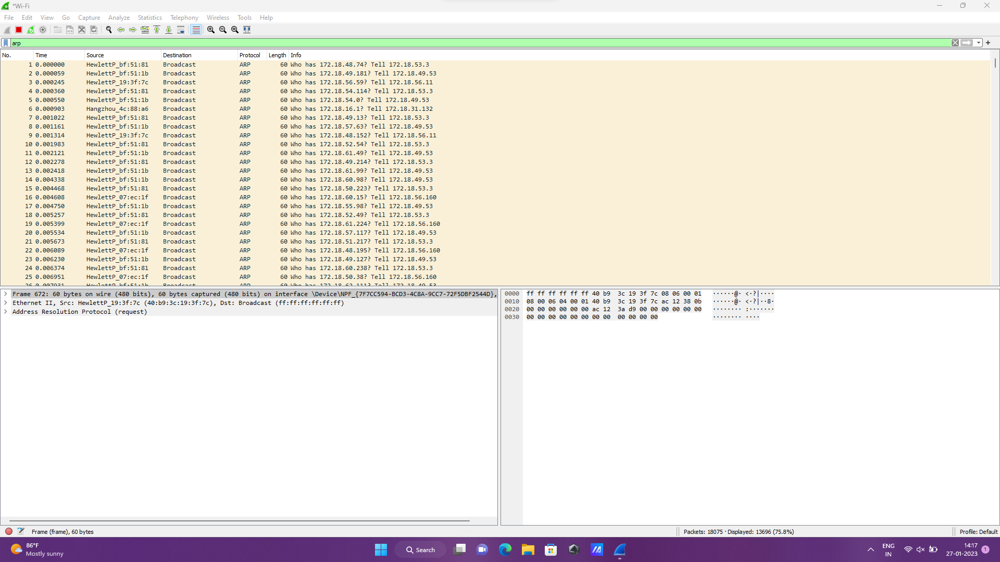 *Wi-Fi
File Edit View Go Capture Analyze Statistics Telephony Wireless Tools Help
arp
No. Time Source Destination Protocol Length Info
1 0.000000 HewlettP_bf:51:81 Broadcast ARP 60 Who has 172.18.48.74? Tell 172.18.53.3
2 0.000059 HewlettP_bf:51:1b Broadcast ARP 60 Who has 172.18.49.181? Tell 172.18.49.53
3 0.000245 HewlettP_19:3f:7c Broadcast ARP 60 Who has 172.18.56.59? Tell 172.18.56.11
4 0.000360 HewlettP_bf:51:81 Broadcast ARP 60 Who has 172.18.54.114? Tell 172.18.53.3
5 0.000550 HewlettP_bf:51:1b Broadcast ARP 60 Who has 172.18.54.0? Tell 172.18.49.53
6 0.000903 Hangzhou_4c:88:a6 Broadcast ARP 60 Who has 172.18.16.1? Tell 172.18.31.132
7 0.001022 HewlettP_bf:51:81 Broadcast ARP 60 Who has 172.18.49.13? Tell 172.18.53.3
8 0.001161 HewlettP_bf:51:1b Broadcast ARP 60 Who has 172.18.57.63? Tell 172.18.49.53
9 0.001314 HewlettP_19:3f:7c Broadcast ARP 60 Who has 172.18.48.152? Tell 172.18.56.11
10 0.001983 HewlettP_bf:51:81 Broadcast ARP 60 Who has 172.18.52.54? Tell 172.18.53.3
11 0.002121 HewlettP_bf:51:1b Broadcast ARP 60 Who has 172.18.61.49? Tell 172.18.49.53
12 0.002278 HewlettP_bf:51:81 Broadcast ARP 60 Who has 172.18.49.214? Tell 172.18.53.3
13 0.002418 HewlettP_bf:51:1b Broadcast ARP 60 Who has 172.18.61.99? Tell 172.18.49.53
14 0.004338 HewlettP_bf:51:1b Broadcast ARP 60 Who has 172.18.60.98? Tell 172.18.49.53
15 0.004468 HewlettP_bf:51:81 Broadcast ARP 60 Who has 172.18.50.223? Tell 172.18.53.3
16 0.004608 HewlettP_07:ec:1f Broadcast ARP 60 Who has 172.18.60.15? Tell 172.18.56.160
17 0.004750 HewlettP_bf:51:1b Broadcast ARP 60 Who has 172.18.55.98? Tell 172.18.49.53
18 0.005257 HewlettP_bf:51:81 Broadcast ARP 60 Who has 172.18.52.49? Tell 172.18.53.3
19 0.005399 HewlettP_07:ec:1f Broadcast ARP 60 Who has 172.18.61.224? Tell 172.18.56.160
20 0.005534 HewlettP_bf:51:1b Broadcast ARP 60 Who has 172.18.57.117? Tell 172.18.49.53
21 0.005673 HewlettP_bf:51:81 Broadcast ARP 60 Who has 172.18.51.217? Tell 172.18.53.3
22 0.006089 HewlettP_07:ec:1f Broadcast ARP 60 Who has 172.18.48.195? Tell 172.18.56.160
23 0.006230 HewlettP_bf:51:1b Broadcast ARP 60 Who has 172.18.49.127? Tell 172.18.49.53
24 0.006374 HewlettP_bf:51:81 Broadcast ARP 60 Who has 172.18.60.238? Tell 172.18.53.3
25 0.006951 HewlettP_07:ec:1f Broadcast ARP 60 Who has 172.18.50.38? Tell 172.18.56.160
Frame 672: 60 bytes on wire (480 bits), 60 bytes captured (480 bits) on interface \Device\NPF_{7F7CC594-BCD3-4C8A-9CC7-72F5DBF2544D},
Ethernet II, Src: HewlettP_19:3f:7c (40:b9:3c:19:3f:7c), Dst: Broadcast (ff:ff:ff:ff:ff:ff)
Address Resolution Protocol (request)
0000 ff ff ff ff ff ff 40 b9 3c 19 3f 7c 08 06 00 01 ······@· <·?|····
0010 08 00 06 04 00 01 40 b9 3c 19 3f 7c ac 12 38 0b ······@· <·?|··8·
0020 00 00 00 00 00 00 ac 12 3a d9 00 00 00 00 00 00 ········ :·······
0030 00 00 00 00 00 00 00 00 00 00 00 00 ········ ····
Frame (frame), 60 bytes
Packets: 18075 · Displayed: 13696 (75.8%)
Profile: Default
86°F
Mostly sunny
Search
ENG
IN
14:17
27-01-2023
1